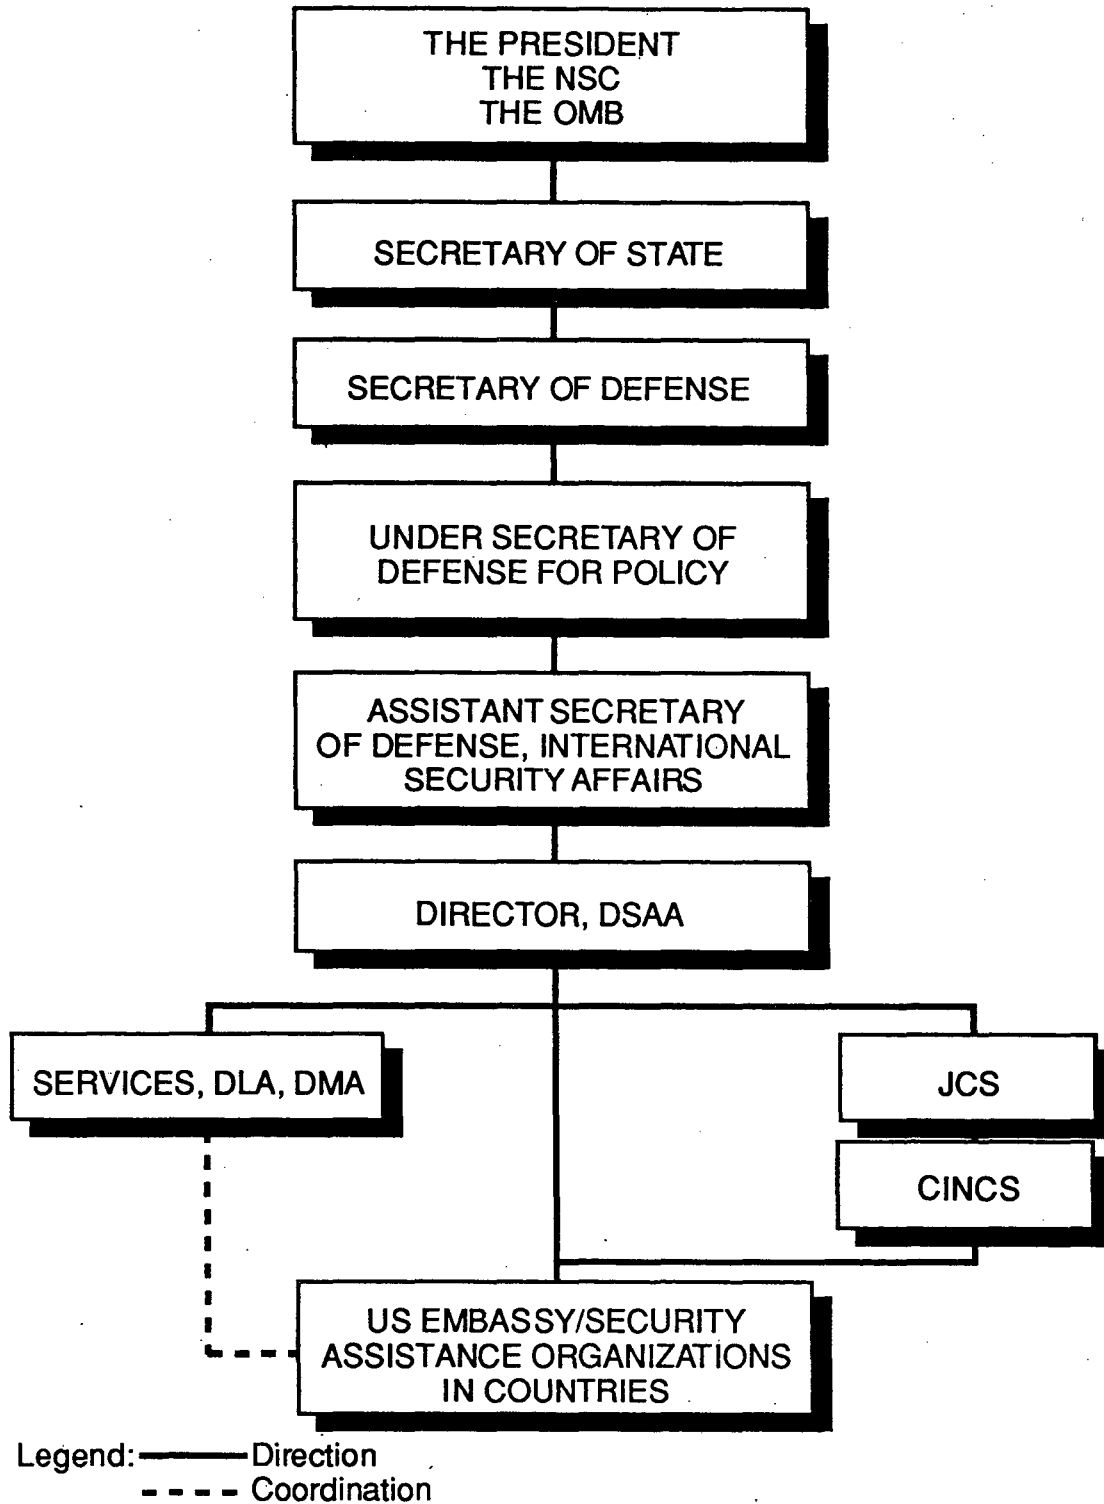 THE PRESIDENT
THE NSC
THE OMB
SECRETARY OF STATE
SECRETARY OF DEFENSE
UNDER SECRETARY OF
DEFENSE FOR POLICY
ASSISTANT SECRETARY
OF DEFENSE, INTERNATIONAL
SECURITY AFFAIRS
DIRECTOR, DSAA
SERVICES, DLA, DMA
JCS
CINCS
US EMBASSY/SECURITY
ASSISTANCE ORGANIZATIONS
IN COUNTRIES
Legend: Direction
Coordination